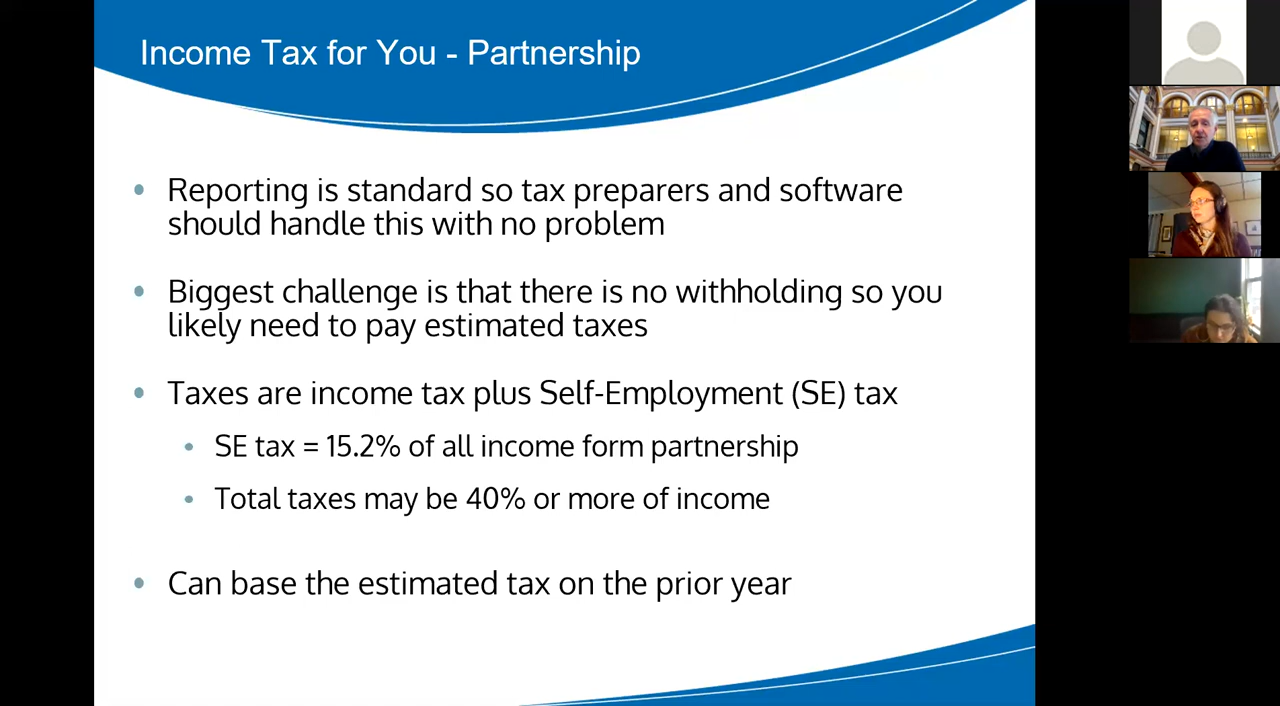 Income Tax for You - Partnership
Reporting is standard so tax preparers and software
should handle this with no problem
Biggest challenge is that there is no withholding so you
likely need to pay estimated taxes
Taxes are income tax plus Self-Employment (SE) tax
SE tax = 15.2% of all income form partnership
Total taxes may be 40% or more of income
Can base the estimated tax on the prior year